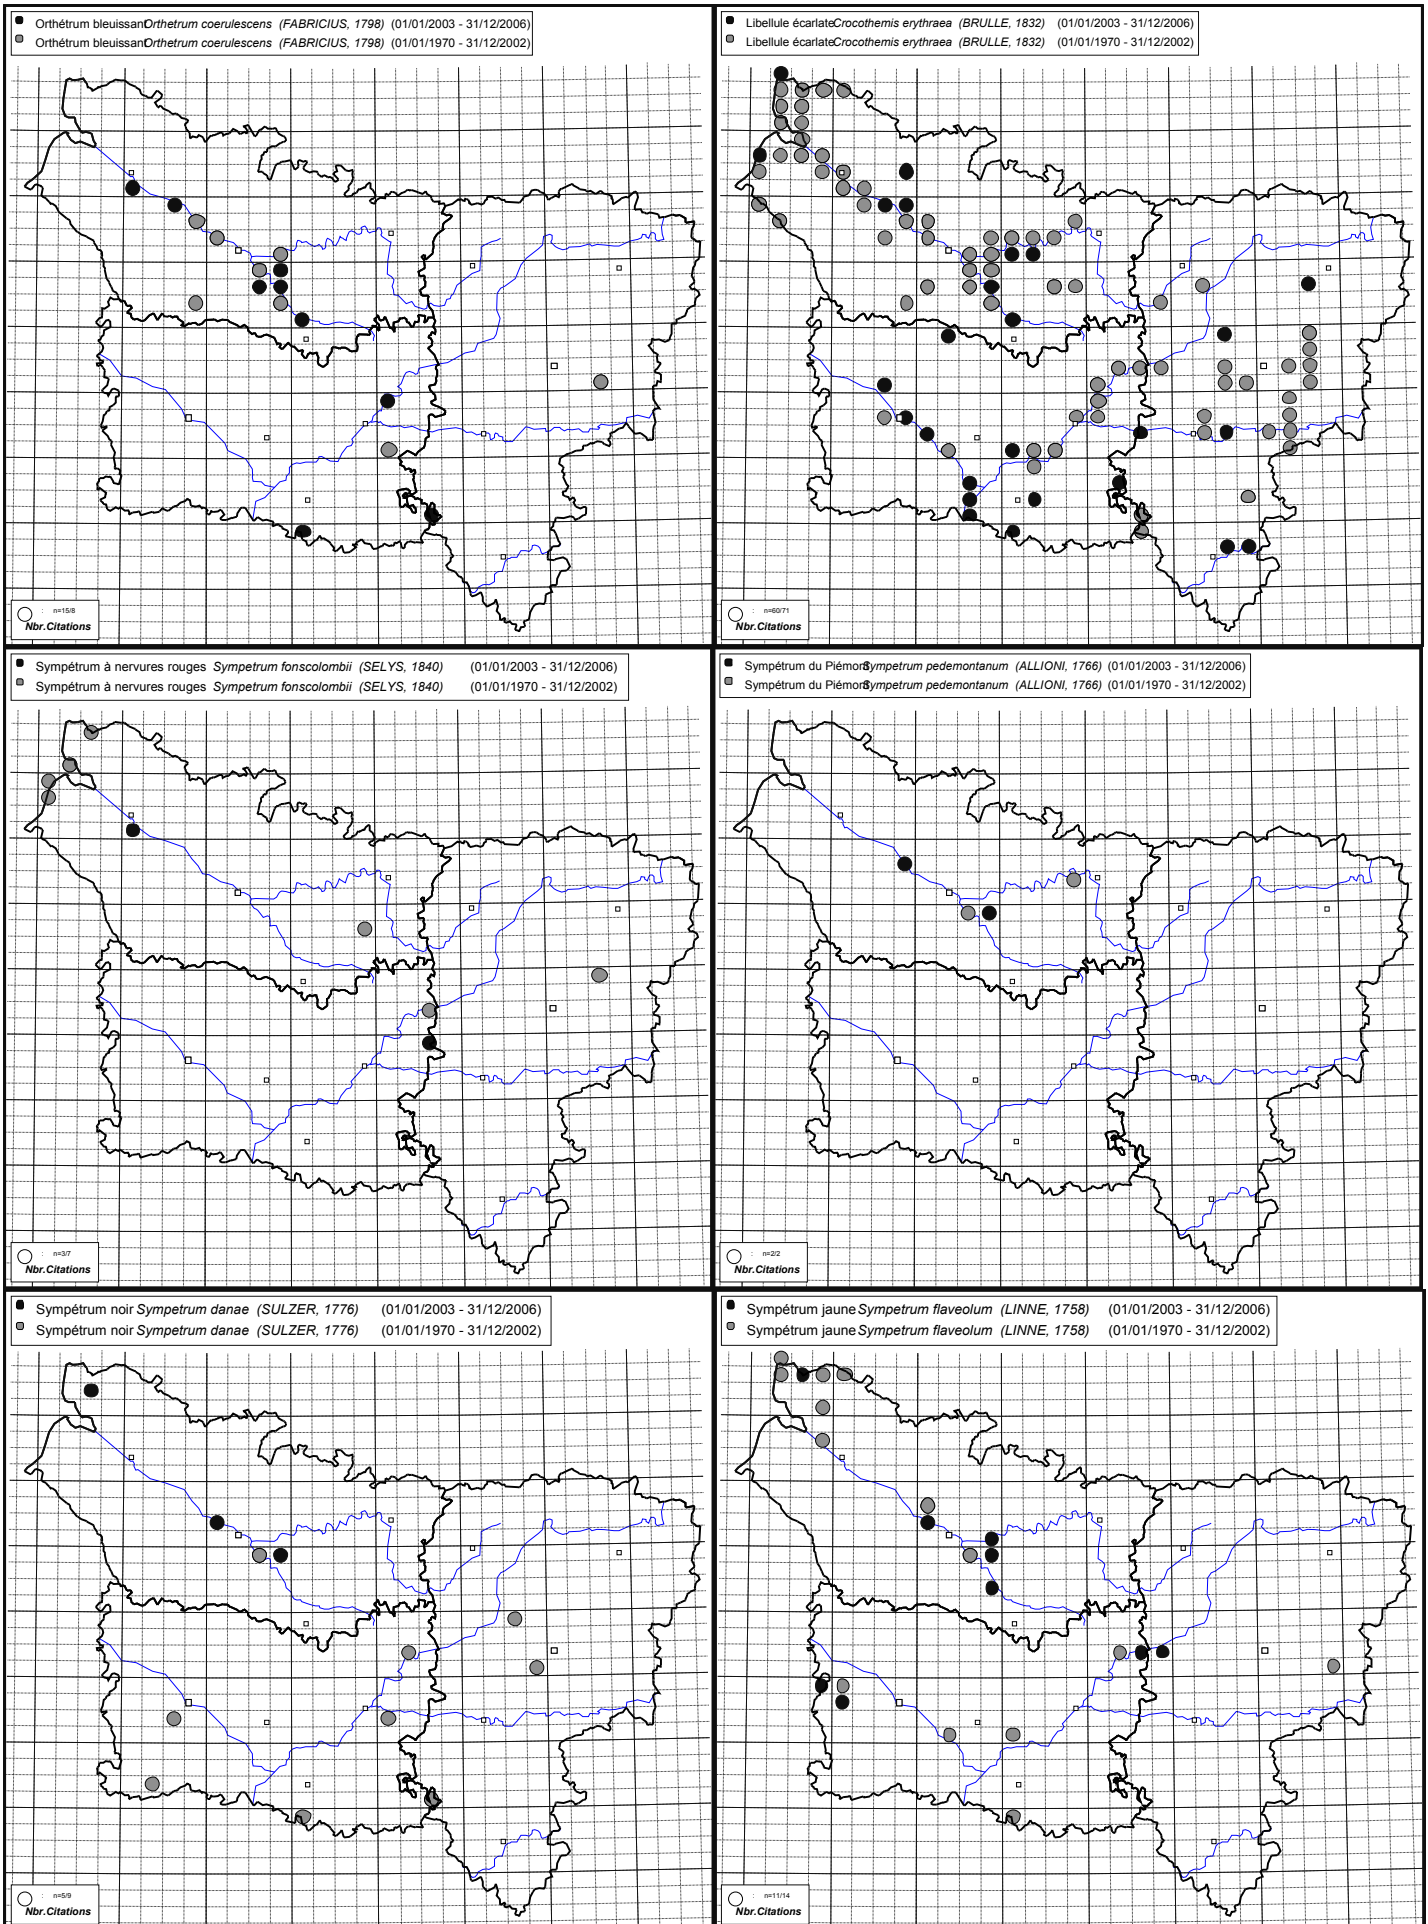 Orthétrum bleuissant Orthetrum coerulescens (FABRICIUS, 1798) (01/01/2003 - 31/12/2006)
Orthétrum bleuissant Orthetrum coerulescens (FABRICIUS, 1798) (01/01/1970 - 31/12/2002)
: n=15/8
Nbr.Citations
Libellule écarlate Crocothemis erythraea (BRULLE, 1832) (01/01/2003 - 31/12/2006)
Libellule écarlate Crocothemis erythraea (BRULLE, 1832) (01/01/1970 - 31/12/2002)
: n=60/71
Nbr.Citations
Sympétrum à nervures rouges Sympetrum fonscolombii (SELYS, 1840) (01/01/2003 - 31/12/2006)
Sympétrum à nervures rouges Sympetrum fonscolombii (SELYS, 1840) (01/01/1970 - 31/12/2002)
: n=3/7
Nbr.Citations
Sympétrum du Piémont Sympetrum pedemontanum (ALLIONI, 1766) (01/01/2003 - 31/12/2006)
Sympétrum du Piémont Sympetrum pedemontanum (ALLIONI, 1766) (01/01/1970 - 31/12/2002)
: n=2/2
Nbr.Citations
Sympétrum noir Sympetrum danae (SULZER, 1776) (01/01/2003 - 31/12/2006)
Sympétrum noir Sympetrum danae (SULZER, 1776) (01/01/1970 - 31/12/2002)
: n=5/9
Nbr.Citations
Sympétrum jaune Sympetrum flaveolum (LINNE, 1758) (01/01/2003 - 31/12/2006)
Sympétrum jaune Sympetrum flaveolum (LINNE, 1758) (01/01/1970 - 31/12/2002)
: n=11/14
Nbr.Citations